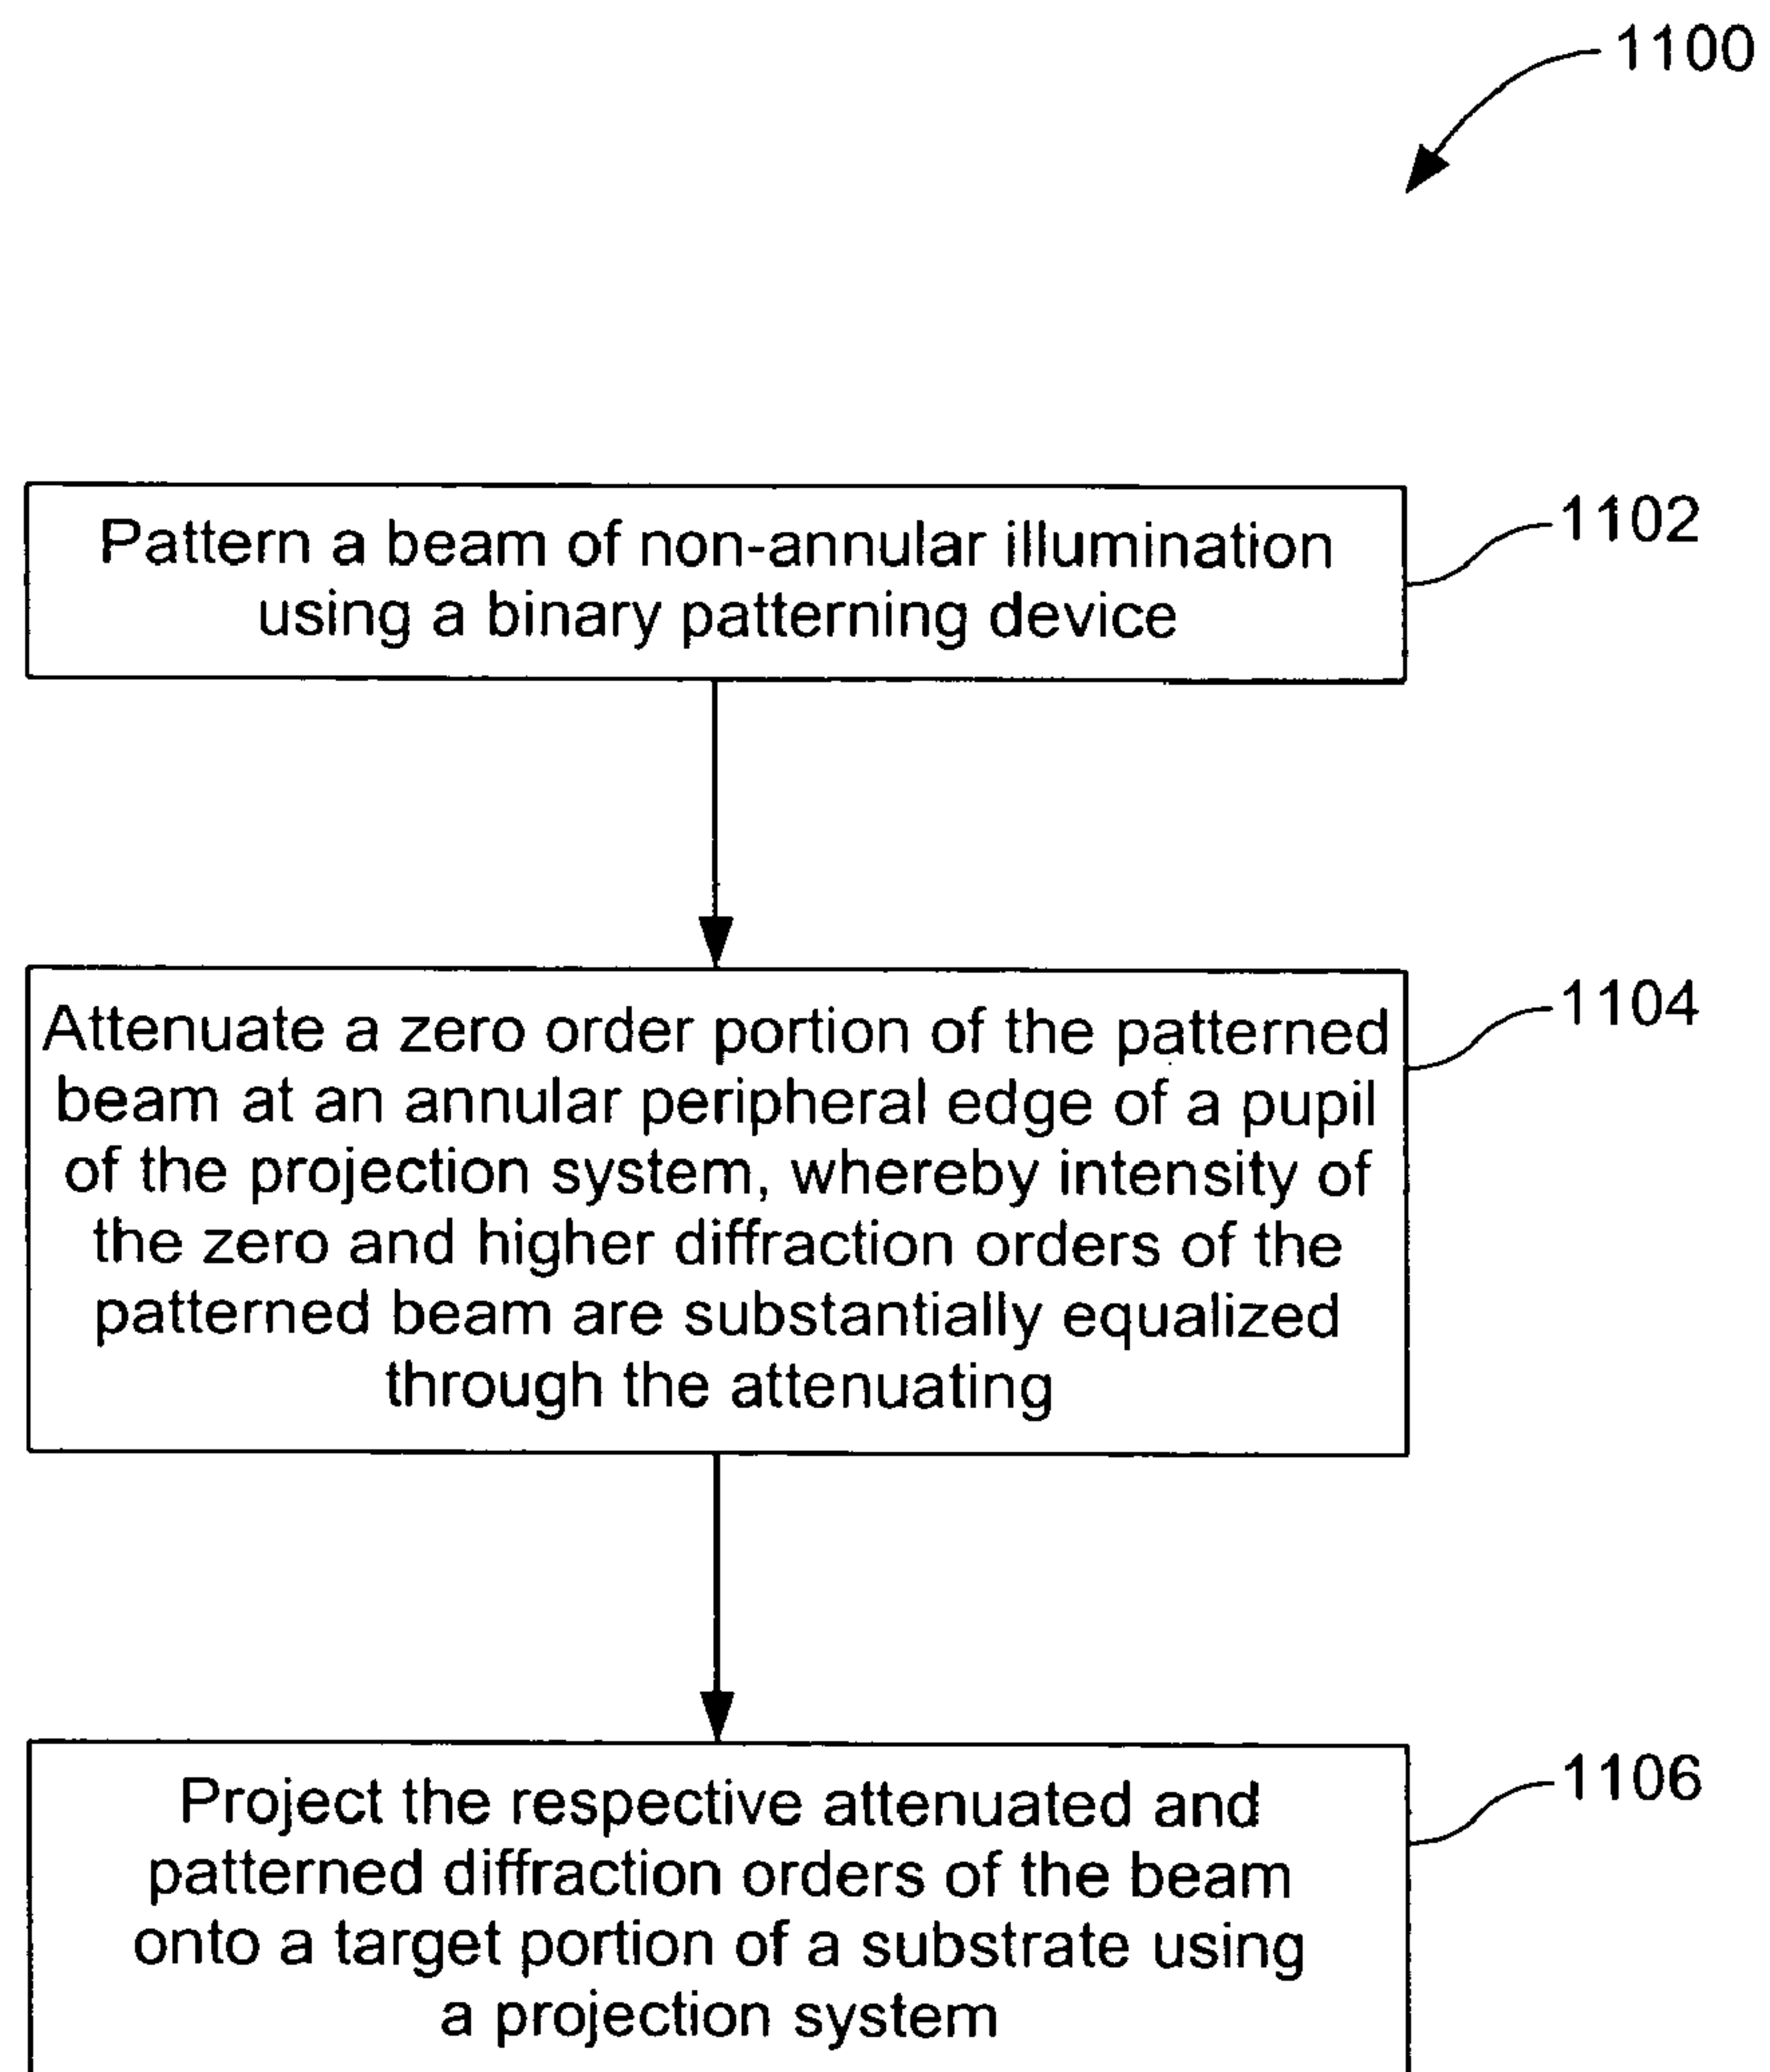 1100
Pattern a beam of non-annular illumination
using a binary patterning device
1102
Attenuate a zero order portion of the patterned
beam at an annular peripheral edge of a pupil
of the projection system, whereby intensity of
the zero and higher diffraction orders of the
patterned beam are substantially equalized
through the attenuating
1104
Project the respective attenuated and
patterned diffraction orders of the beam
onto a target portion of a substrate using
a projection system
1106